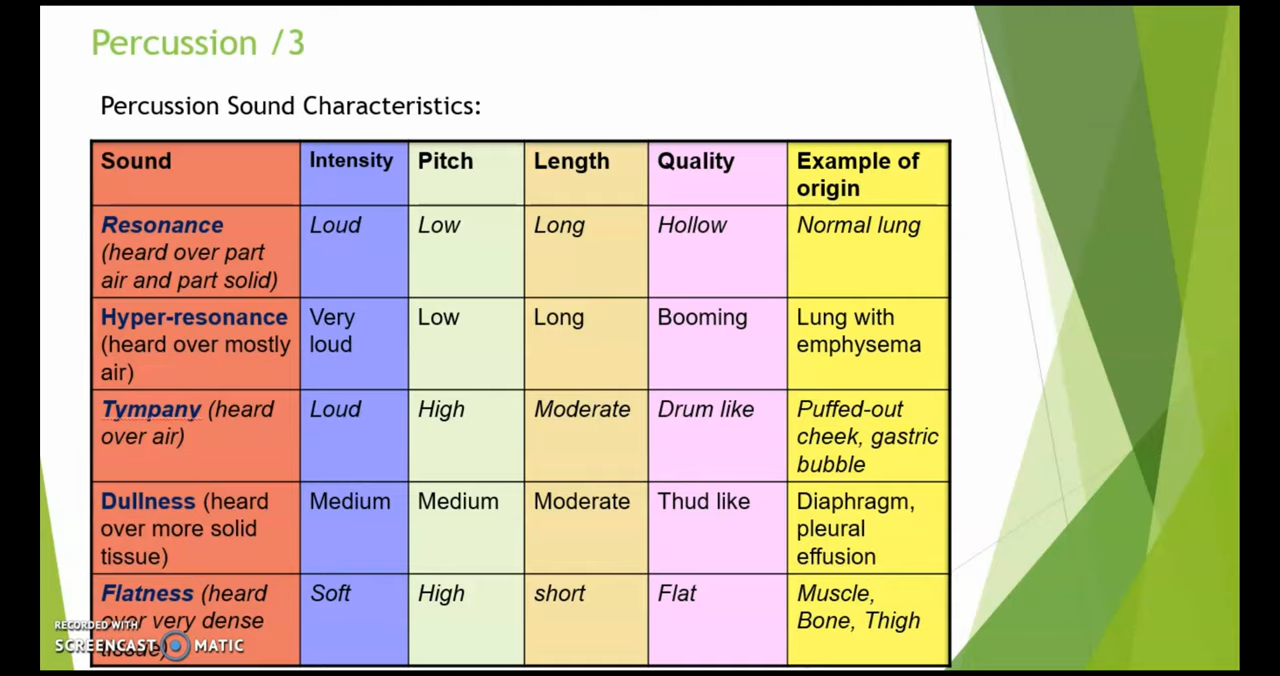 Percussion /3
Percussion Sound Characteristics:
Sound Intensity Pitch Length Quality Example of
origin
Resonance Loud Low Long Hollow Normal lung
(heard over part
air and part solid)
Hyper-resonance Very Low Long Booming Lung with
(heard over mostly loud emphysema
air)
Tympany (heard Loud High Moderate Drum like Puffed-out
over air) cheek, gastric
bubble
Dullness (heard Medium Medium Moderate Thud like Diaphragm,
over more solid pleural
tissue) effusion
Flatness (heard Soft High short Flat Muscle,
over very dense Bone, Thigh
tissue)
RECORDED WITH
SCREENCAST MATIC